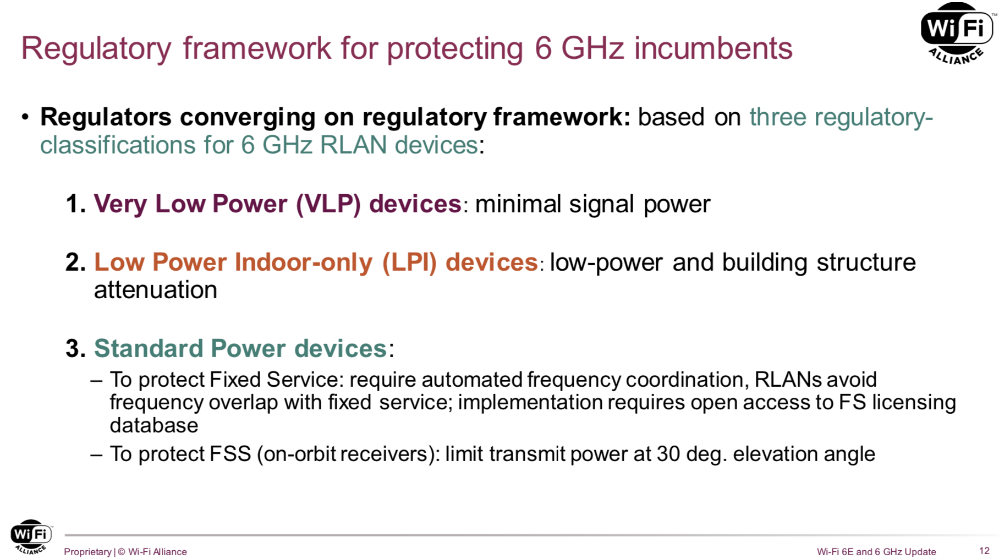 Wi Fi
ALLIANCE
TM
Regulatory framework for protecting 6 GHz incumbents
• Regulators converging on regulatory framework: based on three regulatory-
classifications for 6 GHz RLAN devices:
1. Very Low Power (VLP) devices: minimal signal power
2. Low Power Indoor-only (LPI) devices: low-power and building structure
attenuation
3. Standard Power devices:
– To protect Fixed Service: require automated frequency coordination, RLANs avoid
frequency overlap with fixed service; implementation requires open access to FS licensing
database
– To protect FSS (on-orbit receivers): limit transmit power at 30 deg. elevation angle
Wi Fi
ALLIANCE
Proprietary | © Wi-Fi Alliance
Wi-Fi 6E and 6 GHz Update
12